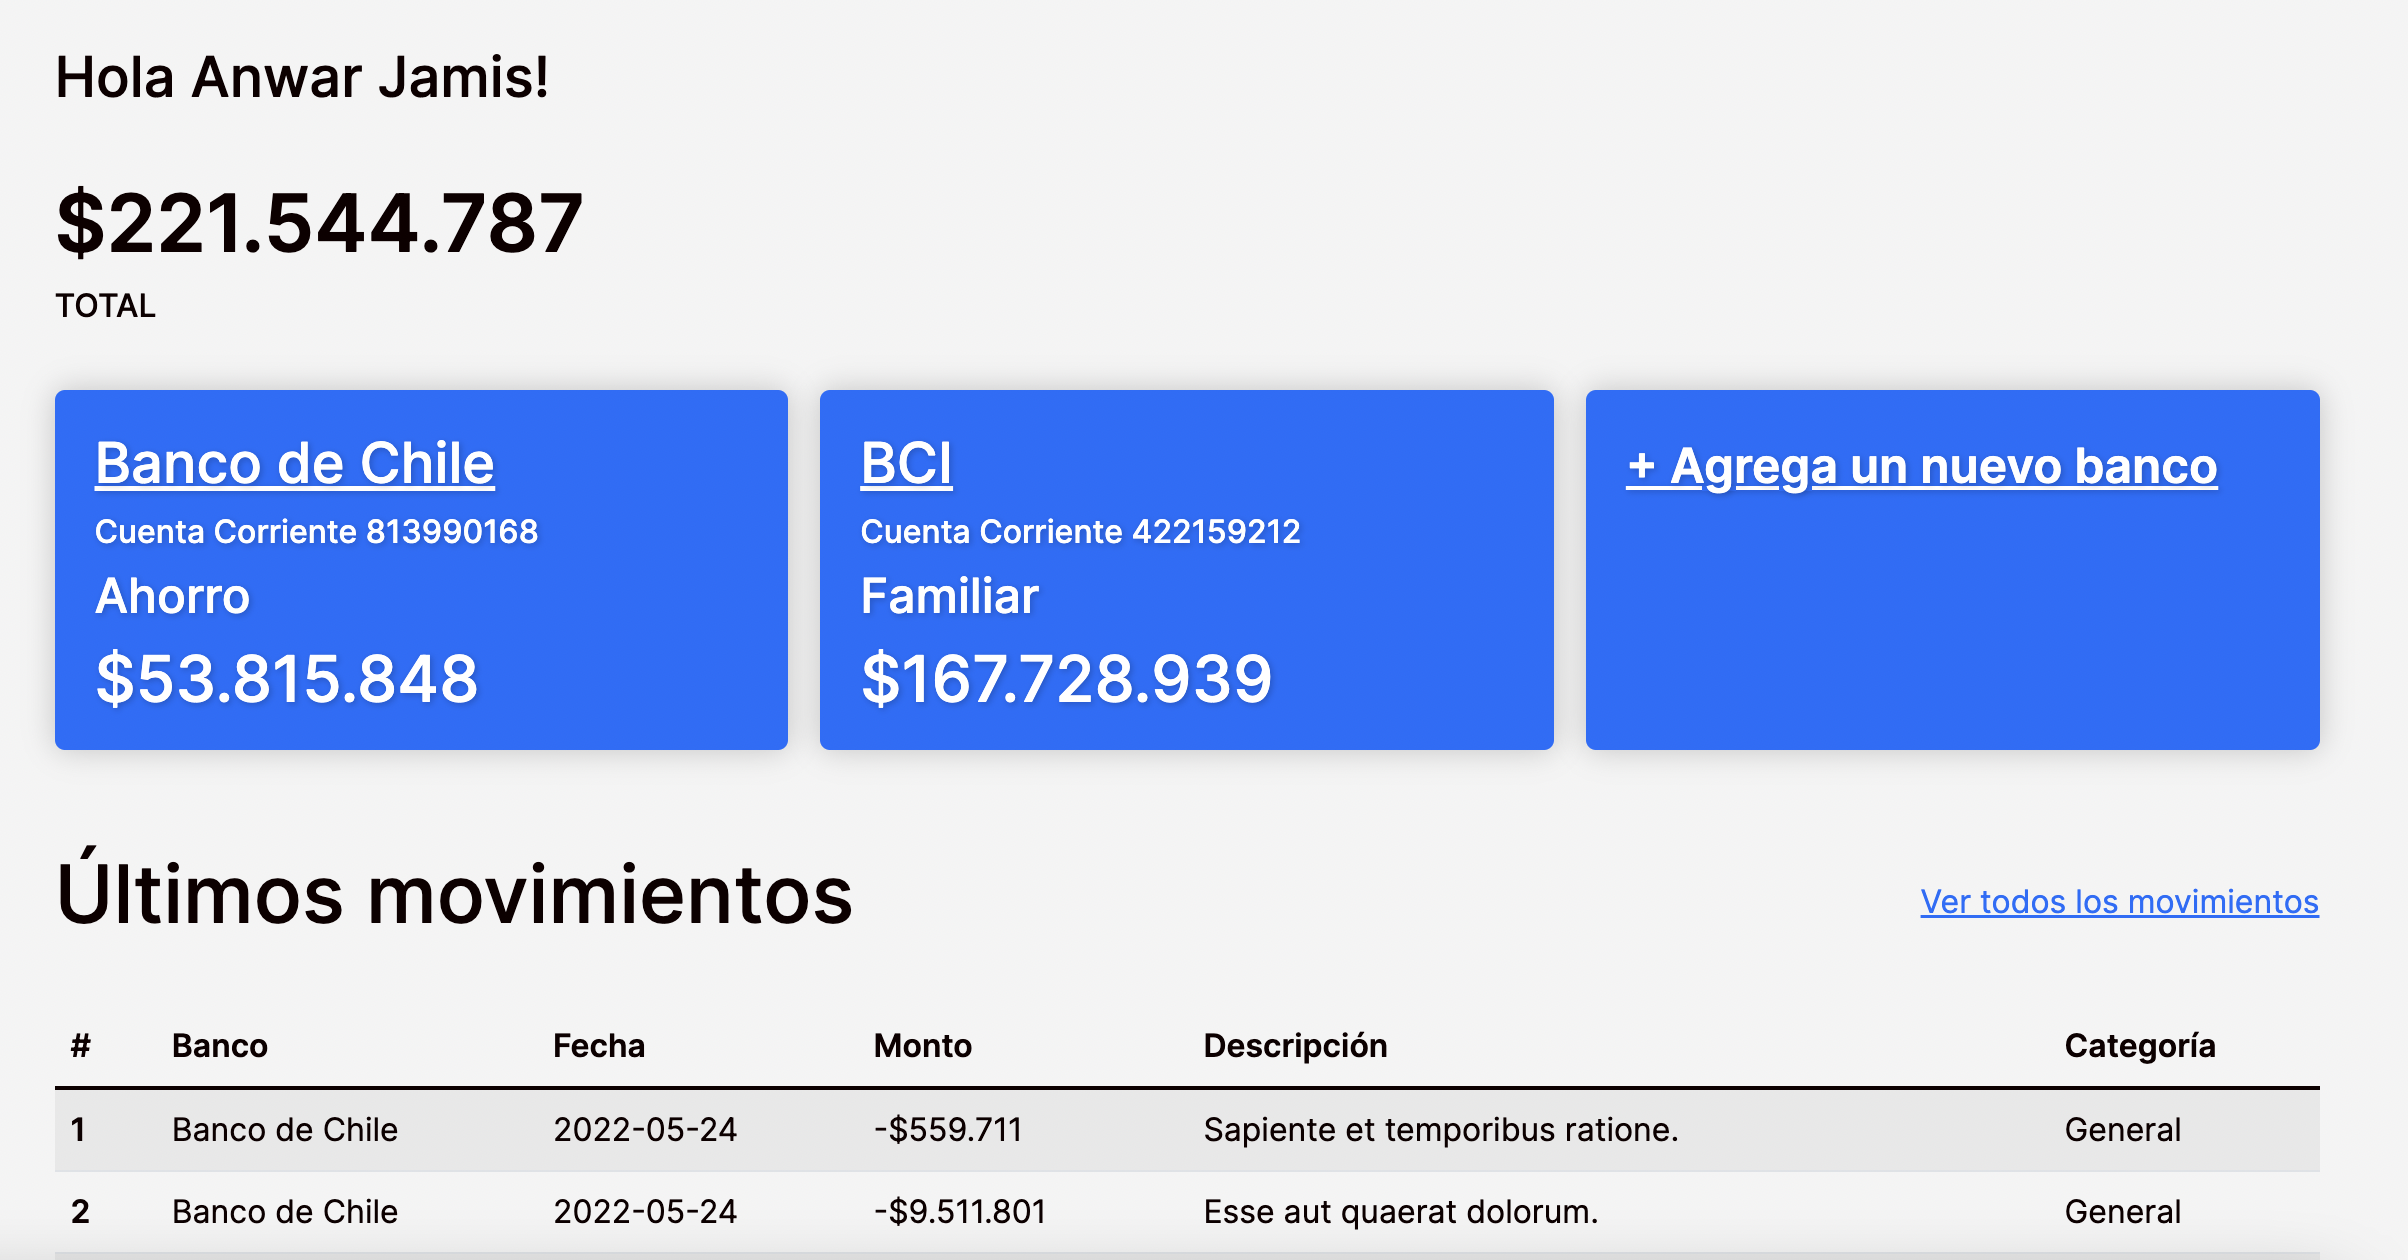 Hola Anwar Jamis!
$221.544.787
TOTAL
Banco de Chile
Cuenta Corriente 813990168
Ahorro
$53.815.848
BCI
Cuenta Corriente 422159212
Familiar
$167.728.939
+ Agrega un nuevo banco
Últimos movimientos
Ver todos los movimientos
# Banco Fecha Monto Descripción Categoría
1 Banco de Chile 2022-05-24 -$559.711 Sapiente et temporibus ratione. General
2 Banco de Chile 2022-05-24 -$9.511.801 Esse aut quaerat dolorum. General